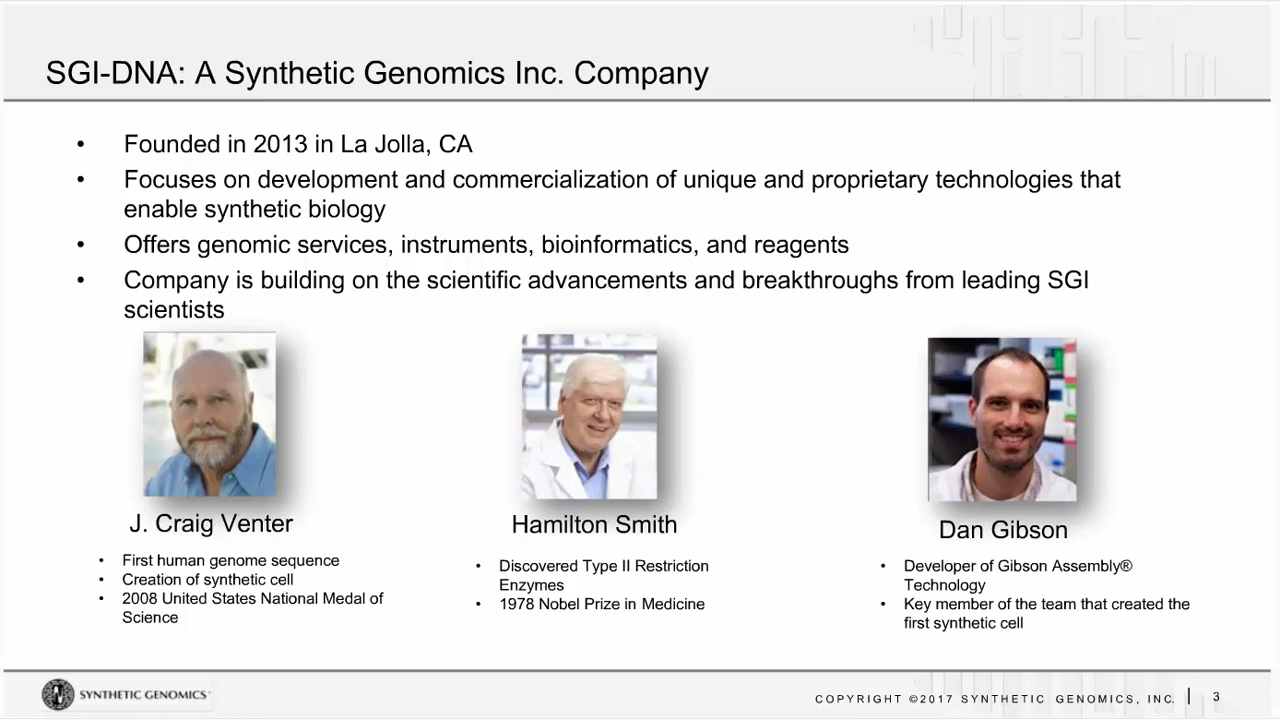 SGI-DNA: A Synthetic Genomics Inc. Company
• Founded in 2013 in La Jolla, CA
• Focuses on development and commercialization of unique and proprietary technologies that
enable synthetic biology
• Offers genomic services, instruments, bioinformatics, and reagents
• Company is building on the scientific advancements and breakthroughs from leading SGI
scientists
J. Craig Venter
• First human genome sequence
• Creation of synthetic cell
• 2008 United States National Medal of
Science
Hamilton Smith
• Discovered Type II Restriction
Enzymes
• 1978 Nobel Prize in Medicine
Dan Gibson
• Developer of Gibson Assembly®
Technology
• Key member of the team that created the
first synthetic cell
SYNTHETIC GENOMICS
COPYRIGHT ©2017 SYNTHETIC GENOMICS, INC. | 3